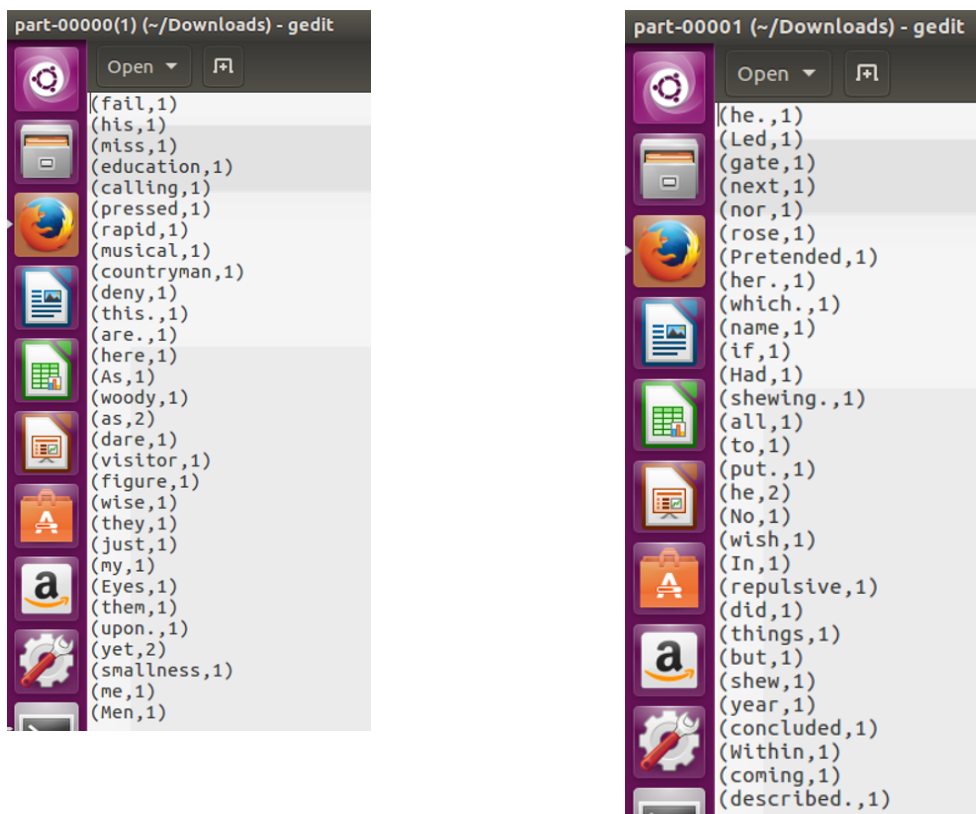 part-00000(1) (~/Downloads) - gedit
Open
(fail,1)
(his,1)
(miss,1)
(education,1)
(calling,1)
(pressed,1)
(rapid,1)
(musical,1)
(countryman,1)
(deny,1)
(this.,1)
(are.,1)
(here,1)
(As,1)
(woody,1)
(as,2)
(dare,1)
(visitor,1)
(figure,1)
(wise,1)
(they,1)
(just,1)
(my,1)
(Eyes,1)
(them,1)
(upon.,1)
(yet,2)
(smallness,1)
(me,1)
(Men,1)
part-00001 (~/Downloads) - gedit
Open
(he.,1)
(Led,1)
(gate,1)
(next,1)
(nor,1)
(rose,1)
(Pretended,1)
(her.,1)
(which.,1)
(name,1)
(if,1)
(Had,1)
(shewing.,1)
(all,1)
(to,1)
(put.,1)
(he,2)
(No,1)
(wish,1)
(In,1)
(repulsive,1)
(did,1)
(things,1)
(but,1)
(shew,1)
(year,1)
(concluded,1)
(Within,1)
(coming,1)
(described.,1)